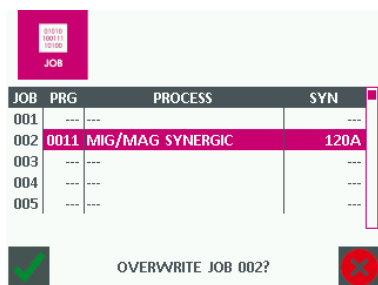 01010
100111
10100
JOB
JOB PRG PROCESS SYN
001 --- --- ---
002 0011 MIG/MAG SYNERGIC 120A
003 --- --- ---
004 --- --- ---
005 --- --- ---
OVERWRITE JOB 002?